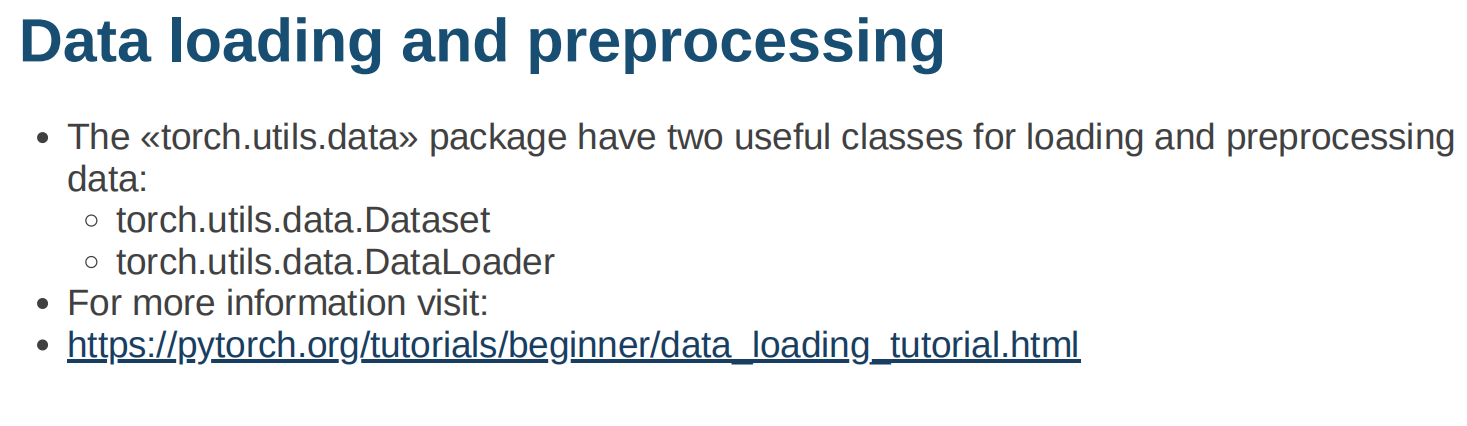 Data loading and preprocessing
• The «torch.utils.data» package have two useful classes for loading and preprocessing
data:
○ torch.utils.data.Dataset
○ torch.utils.data.DataLoader
• For more information visit:
• https://pytorch.org/tutorials/beginner/data_loading_tutorial.html